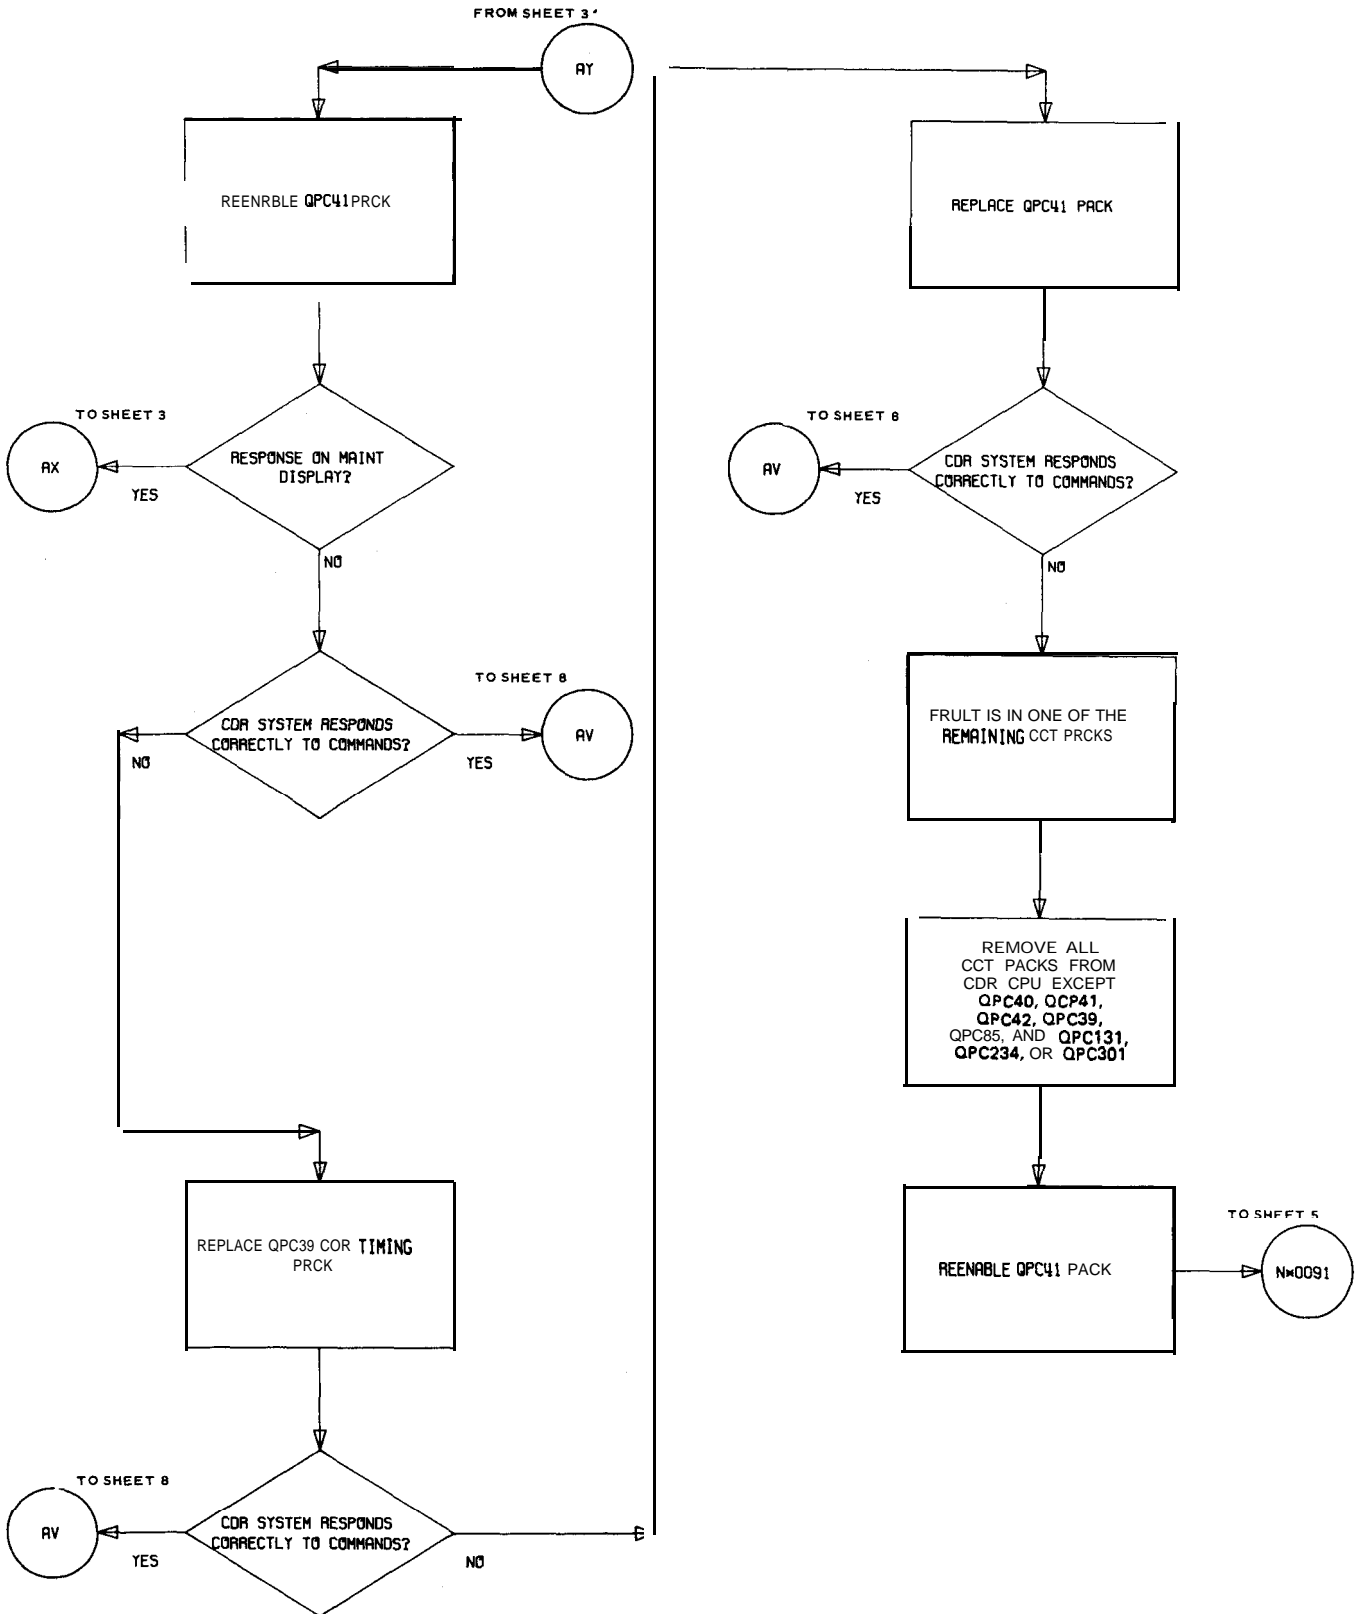 FROM SHEET 3
AY
REENRBLE QPC41 PRCK
TO SHEET 3
AX
YES
RESPONSE ON MAINT
DISPLAY?
NO
CDR SYSTEM RESPONDS
CORRECTLY TO COMMANDS?
NO
YES
TO SHEET 8
AV
REPLACE QPC39 COR TIMING
PRCK
TO SHEET 8
AV
YES
CDR SYSTEM RESPONDS
CORRECTLY TO COMMANDS?
NO
REPLACE QPC41 PACK
TO SHEET 8
AV
YES
CDR SYSTEM RESPONDS
CORRECTLY TO COMMANDS?
NO
FRULT IS IN ONE OF THE
REMAINING CCT PRCKS
REMOVE ALL
CCT PACKS FROM
CDR CPU EXCEPT
QPC40, QCP41,
QPC42, QPC39,
QPC85, AND QPC131,
QPC234, OR QPC301
REENABLE QPC41 PACK
TO SHEET 5
N*0091